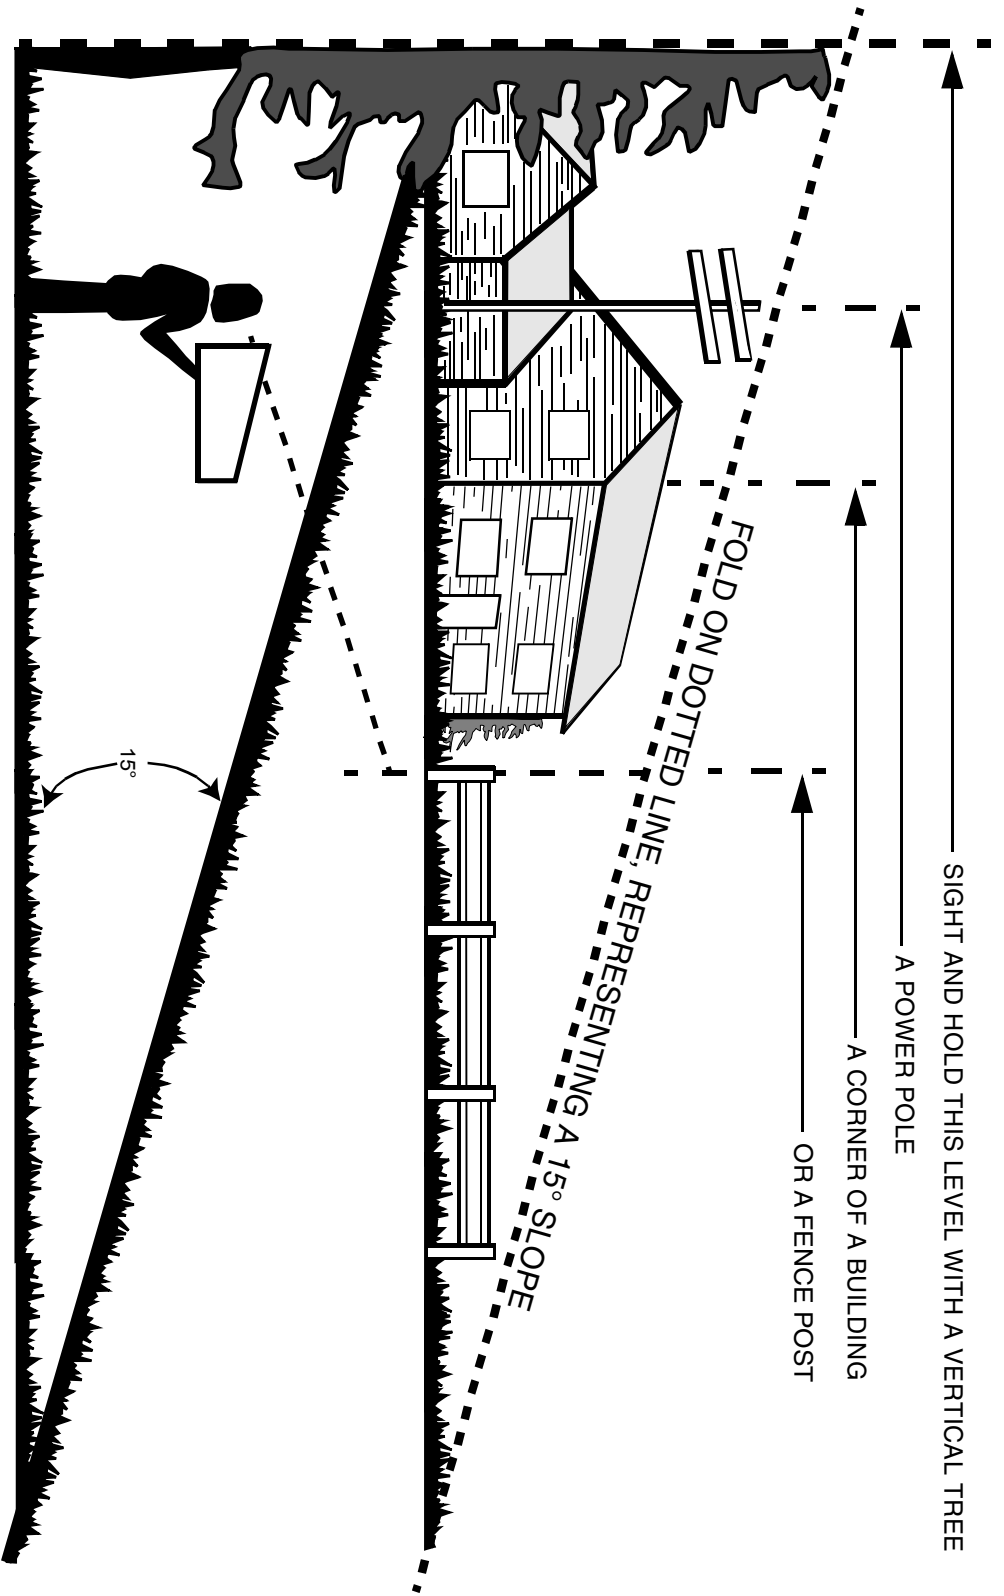 SIGHT AND HOLD THIS LEVEL WITH A VERTICAL TREE
A POWER POLE
A CORNER OF A BUILDING
OR A FENCE POST
FOLD ON DOTTED LINE, REPRESENTING A 15° SLOPE
15°